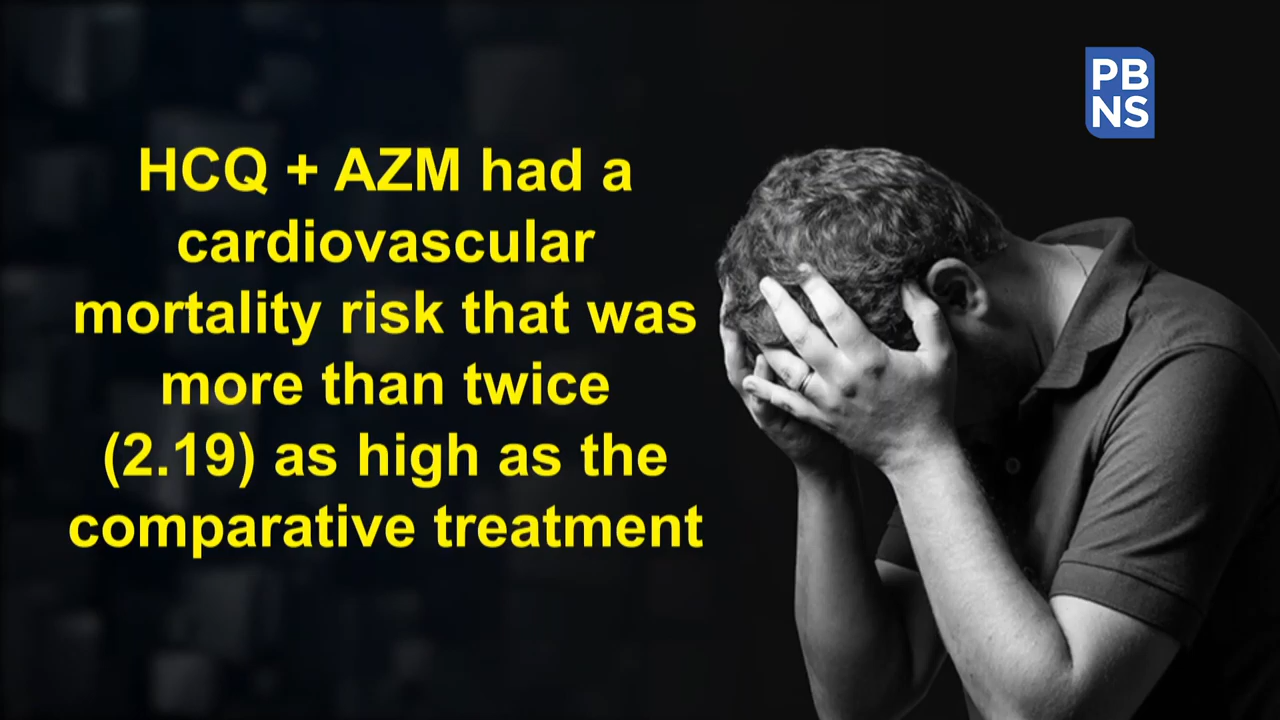 PB
NS
HCQ + AZM had a
cardiovascular
mortality risk that was
more than twice
(2.19) as high as the
comparative treatment